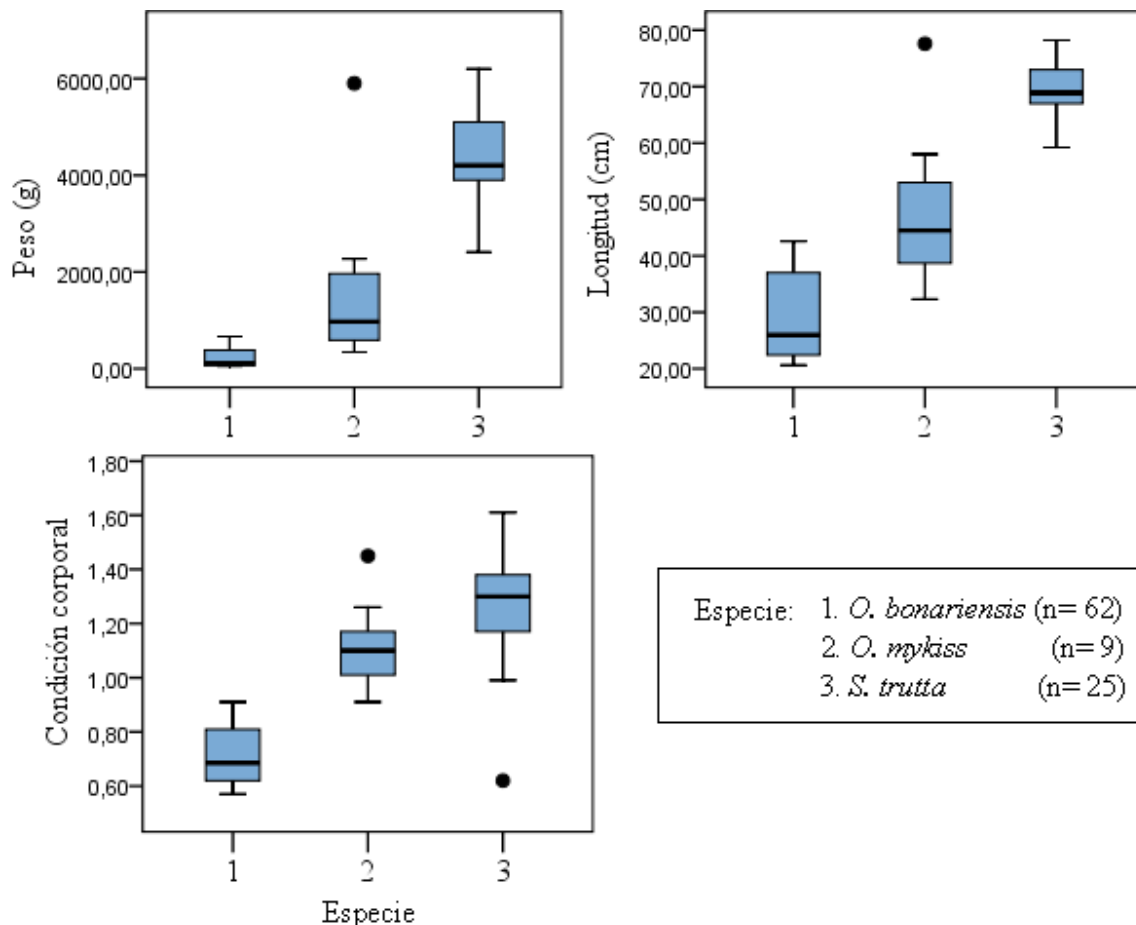 Peso (g)
6000,00
4000,00
2000,00
0,00
1 2 3
Longitud (cm)
80,00
70,00
60,00
50,00
40,00
30,00
20,00
1 2 3
Condición corporal
1,80
1,60
1,40
1,20
1,00
0,80
0,60
1 2 3
Especie
Especie: 1. O. bonariensis (n= 62)
2. O. mykiss (n= 9)
3. S. trutta (n= 25)